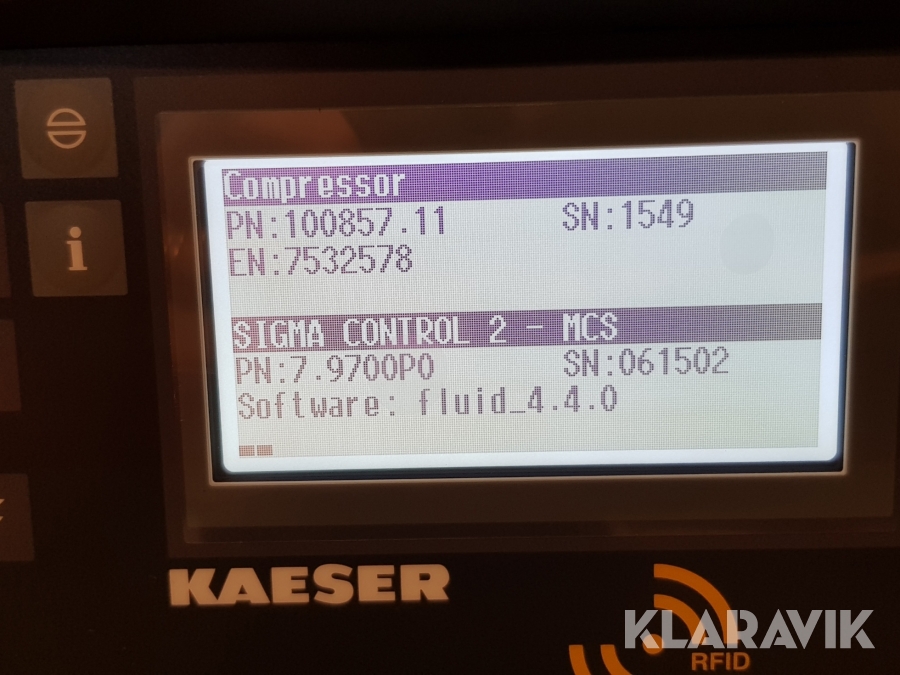 Compressor
PN:100857.11 SN:1549
EN:7532578
SIGMA CONTROL 2 - MCS
PN:7.9700P0 SN:061502
Software: fluid_4.4.0
i
KAESER
KLARAVIK
RFID